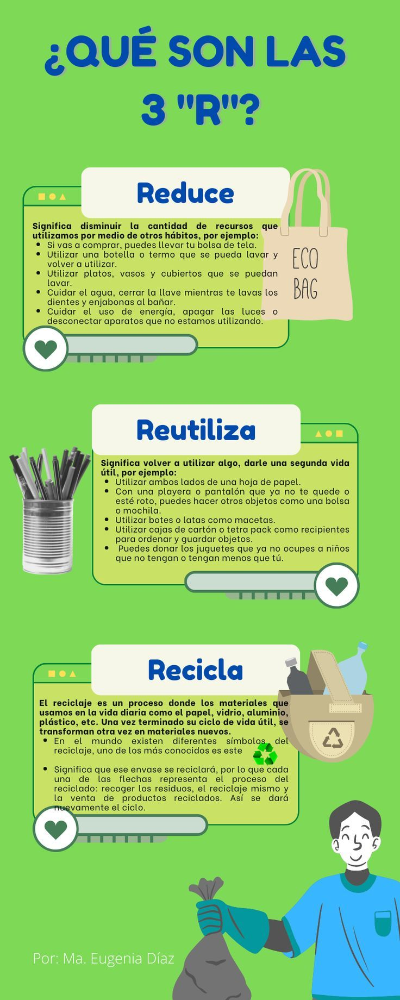 ¿QUÉ SON LAS
3 "R"?
Reduce
Significa disminuir la cantidad de recursos que
utilizamos por medio de otros hábitos, por ejemplo:
• Si vas a comprar, puedes llevar tu bolsa de tela.
• Utilizar una botella o termo que se pueda lavar y
volver a utilizar.
• Utilizar platos, vasos y cubiertos que se puedan
lavar.
• Cuidar el agua, cerrar la llave mientras te lavas los
dientes y enjabonas al bañar.
• Cuidar el uso de energía, apagar las luces o
desconectar aparatos que no estamos utilizando.
ECO
BAG
Reutiliza
Significa volver a utilizar algo, darle una segunda vida
útil, por ejemplo:
• Utilizar ambos lados de una hoja de papel.
• Con una playera o pantalón que ya no te quede o
esté roto, puedes hacer otros objetos como una bolsa
o mochila.
• Utilizar botes o latas como macetas.
• Utilizar cajas de cartón o tetra pack como recipientes
para ordenar y guardar objetos.
• Puedes donar los juguetes que ya no ocupes a niños
que no tengan o tengan menos que tú.
Recicla
El reciclaje es un proceso donde los materiales que
usamos en la vida diaria como el papel, vidrio, aluminio,
plástico, etc. Una vez terminado su ciclo de vida útil, se
transforman otra vez en materiales nuevos.
• En el mundo existen diferentes símbolos del
reciclaje, uno de los más conocidos es este
• Significa que ese envase se reciclará, por lo que cada
una de las flechas representa el proceso del
reciclado: recoger los residuos, el reciclaje mismo y
la venta de productos reciclados. Así se dará
nuevamente el ciclo.
Por: Ma. Eugenia Díaz